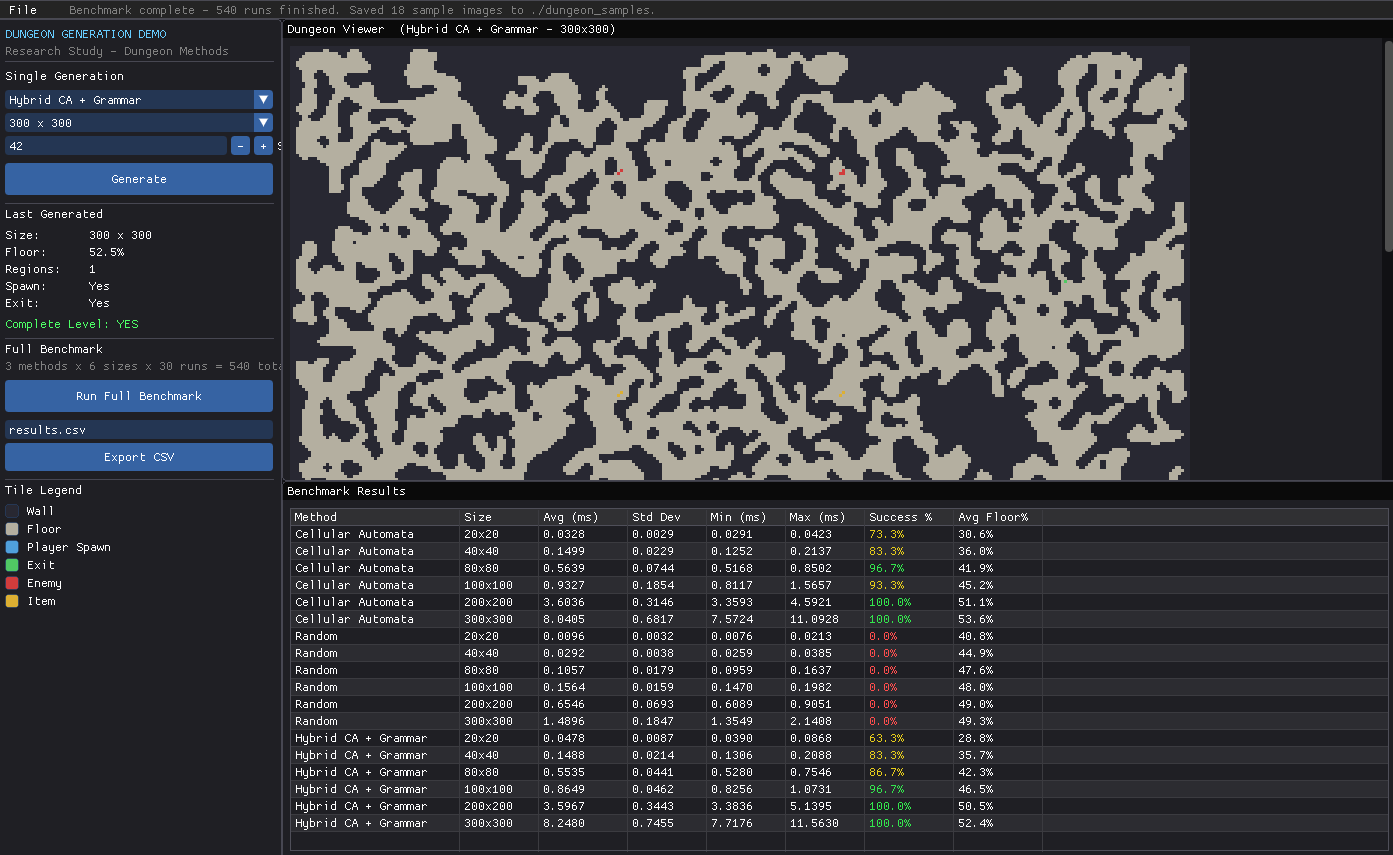 File Benchmark complete - 540 runs finished. Saved 18 sample images to ./dungeon_samples.
DUNGEON GENERATION DEMO
Research Study - Dungeon Methods
Single Generation
Hybrid CA + Grammar
300 x 300
42 - + S
Generate
Last Generated
Size: 300 x 300
Floor: 52.5%
Regions: 1
Spawn: Yes
Exit: Yes
Complete Level: YES
Full Benchmark
3 methods x 6 sizes x 30 runs = 540 tota
Run Full Benchmark
results.csv
Export CSV
Tile Legend
Wall
Floor
Player Spawn
Exit
Enemy
Item
Dungeon Viewer (Hybrid CA + Grammar - 300x300)
Benchmark Results
Method Size Avg (ms) Std Dev Min (ms) Max (ms) Success % Avg Floor%
Cellular Automata 20x20 0.0328 0.0029 0.0291 0.0423 73.3% 30.6%
Cellular Automata 40x40 0.1499 0.0229 0.1252 0.2137 83.3% 36.0%
Cellular Automata 80x80 0.5639 0.0744 0.5168 0.8502 96.7% 41.9%
Cellular Automata 100x100 0.9327 0.1854 0.8117 1.5657 93.3% 45.2%
Cellular Automata 200x200 3.6036 0.3146 3.3593 4.5921 100.0% 51.1%
Cellular Automata 300x300 8.0405 0.6817 7.5724 11.0928 100.0% 53.6%
Random 20x20 0.0096 0.0032 0.0076 0.0213 0.0% 40.8%
Random 40x40 0.0292 0.0038 0.0259 0.0385 0.0% 44.9%
Random 80x80 0.1057 0.0179 0.0959 0.1637 0.0% 47.6%
Random 100x100 0.1564 0.0159 0.1470 0.1982 0.0% 48.0%
Random 200x200 0.6546 0.0693 0.6089 0.9051 0.0% 49.0%
Random 300x300 1.4896 0.1847 1.3549 2.1408 0.0% 49.3%
Hybrid CA + Grammar 20x20 0.0478 0.0087 0.0390 0.0868 63.3% 28.8%
Hybrid CA + Grammar 40x40 0.1488 0.0214 0.1306 0.2088 83.3% 35.7%
Hybrid CA + Grammar 80x80 0.5535 0.0441 0.5280 0.7546 86.7% 42.3%
Hybrid CA + Grammar 100x100 0.8649 0.0462 0.8256 1.0731 96.7% 46.5%
Hybrid CA + Grammar 200x200 3.5967 0.3443 3.3836 5.1395 100.0% 50.5%
Hybrid CA + Grammar 300x300 8.2480 0.7455 7.7176 11.5630 100.0% 52.4%